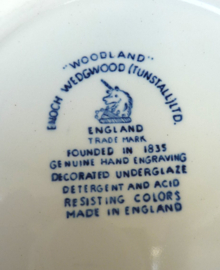 "WOODLAND"
ENOCH WEDGWOOD (TUNSTALL) LTD.
ENGLAND
TRADE MARK
FOUNDED IN 1835
GENUINE HAND ENGRAVING
DECORATED UNDERGLAZE
DETERGENT AND ACID
RESISTING COLORS
MADE IN ENGLAND